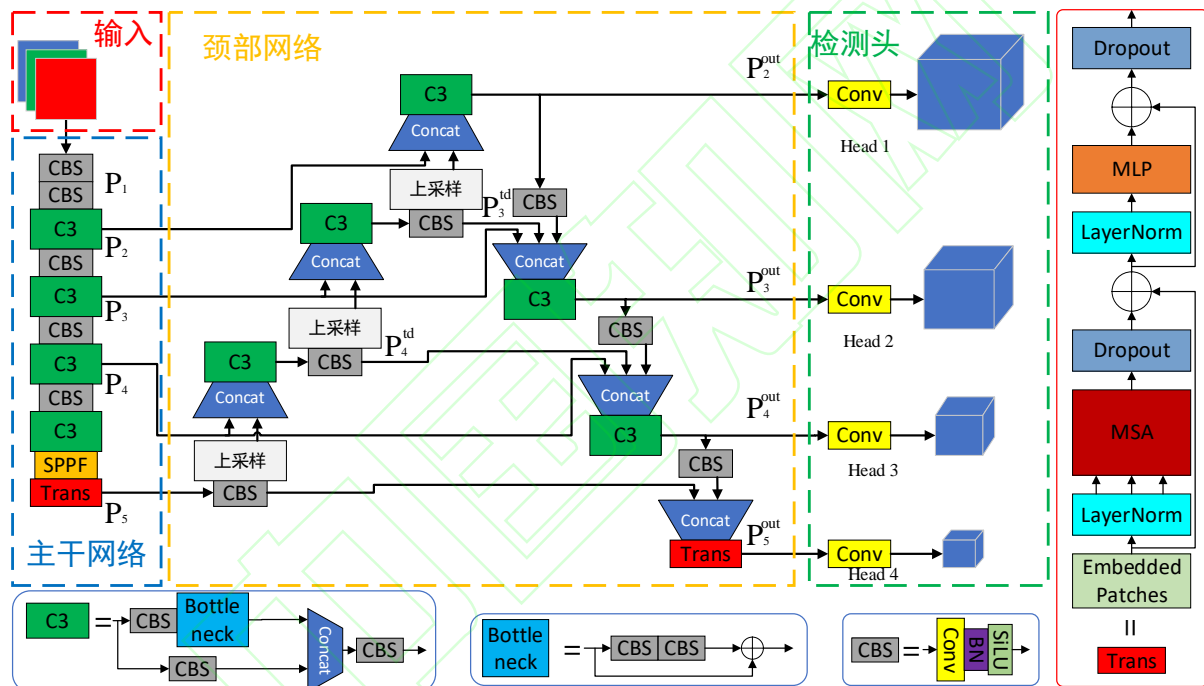 输入
CBS
CBS
P₁
C3
P₂
CBS
C3
P₃
CBS
C3
P₄
CBS
C3
SPPF
Trans
P₅
主干网络
颈部网络
C3
Concat
上采样
CBS
P₃ᵗᵈ
C3
Concat
上采样
CBS
P₄ᵗᵈ
C3
Concat
上采样
CBS
P₂ᵒᵘᵗ
CBS
Concat
C3
P₃ᵒᵘᵗ
CBS
Concat
C3
P₄ᵒᵘᵗ
CBS
Concat
Trans
P₅ᵒᵘᵗ
检测头
Conv
Head 1
Conv
Head 2
Conv
Head 3
Conv
Head 4
Dropout
MLP
LayerNorm
Dropout
MSA
LayerNorm
Embedded
Patches
=
Trans
C3
=
CBS
Bottle
neck
CBS
Concat
CBS
Bottle
neck
=
CBS
CBS
CBS
=
Conv
BN
SiLU